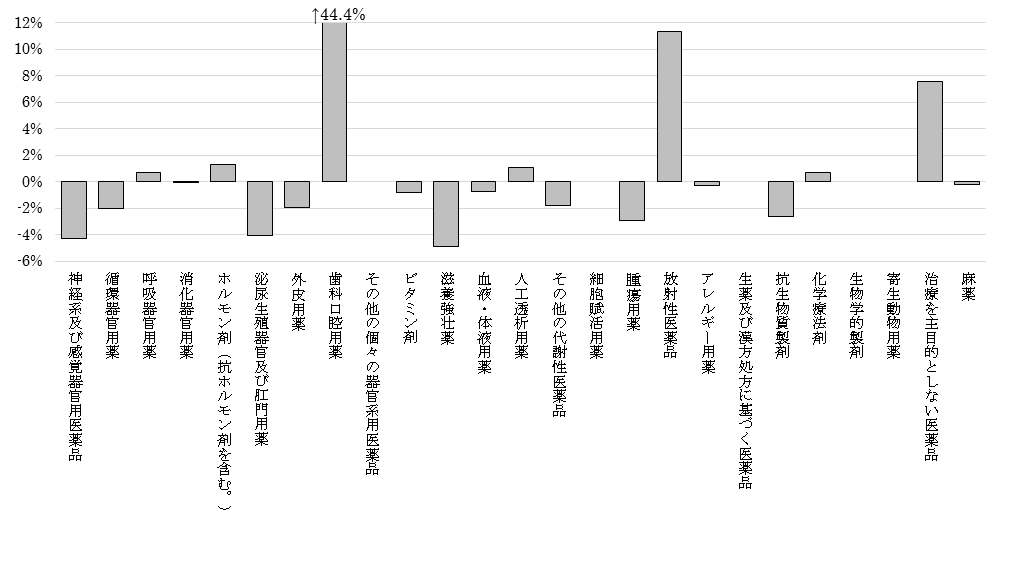 ↑44.4%
12%
10%
8%
6%
4%
2%
0%
-2%
-4%
-6%
神経系及び感覚器官用医薬品
循環器官用薬
呼吸器官用薬
消化器官用薬
ホルモン剤（抗ホルモン剤を含む。）
泌尿生殖器官及び肛門用薬
外皮用薬
歯科口腔用薬
その他の個々の器官系用医薬品
ビタミン剤
滋養強壮薬
血液・体液用薬
人工透析用薬
その他の代謝性医薬品
細胞賦活用薬
腫瘍用薬
放射性医薬品
アレルギー用薬
生薬及び漢方処方に基づく医薬品
抗生物質製剤
化学療法剤
生物学的製剤
寄生動物用薬
治療を主目的としない医薬品
麻薬